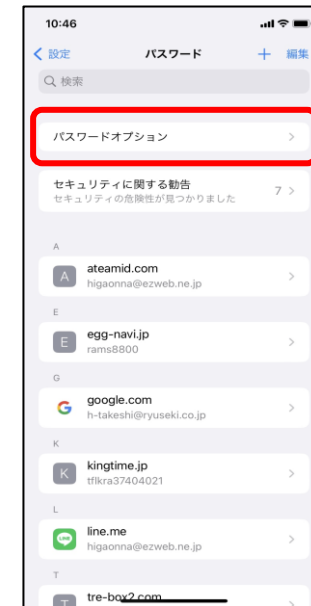 10:46
設定 パスワード 編集
検索
パスワードオプション
セキュリティに関する勧告 7
セキュリティの危険性が見つかりました
A
A ateamid.com
higaonna@ezweb.ne.jp
E
E egg-navi.jp
rams8800
G
G google.com
h-takeshi@ryuseki.co.jp
K
K kingtime.jp
tflkra37404021
L
LINE line.me
higaonna@ezweb.ne.jp
T
T tre-box2.com